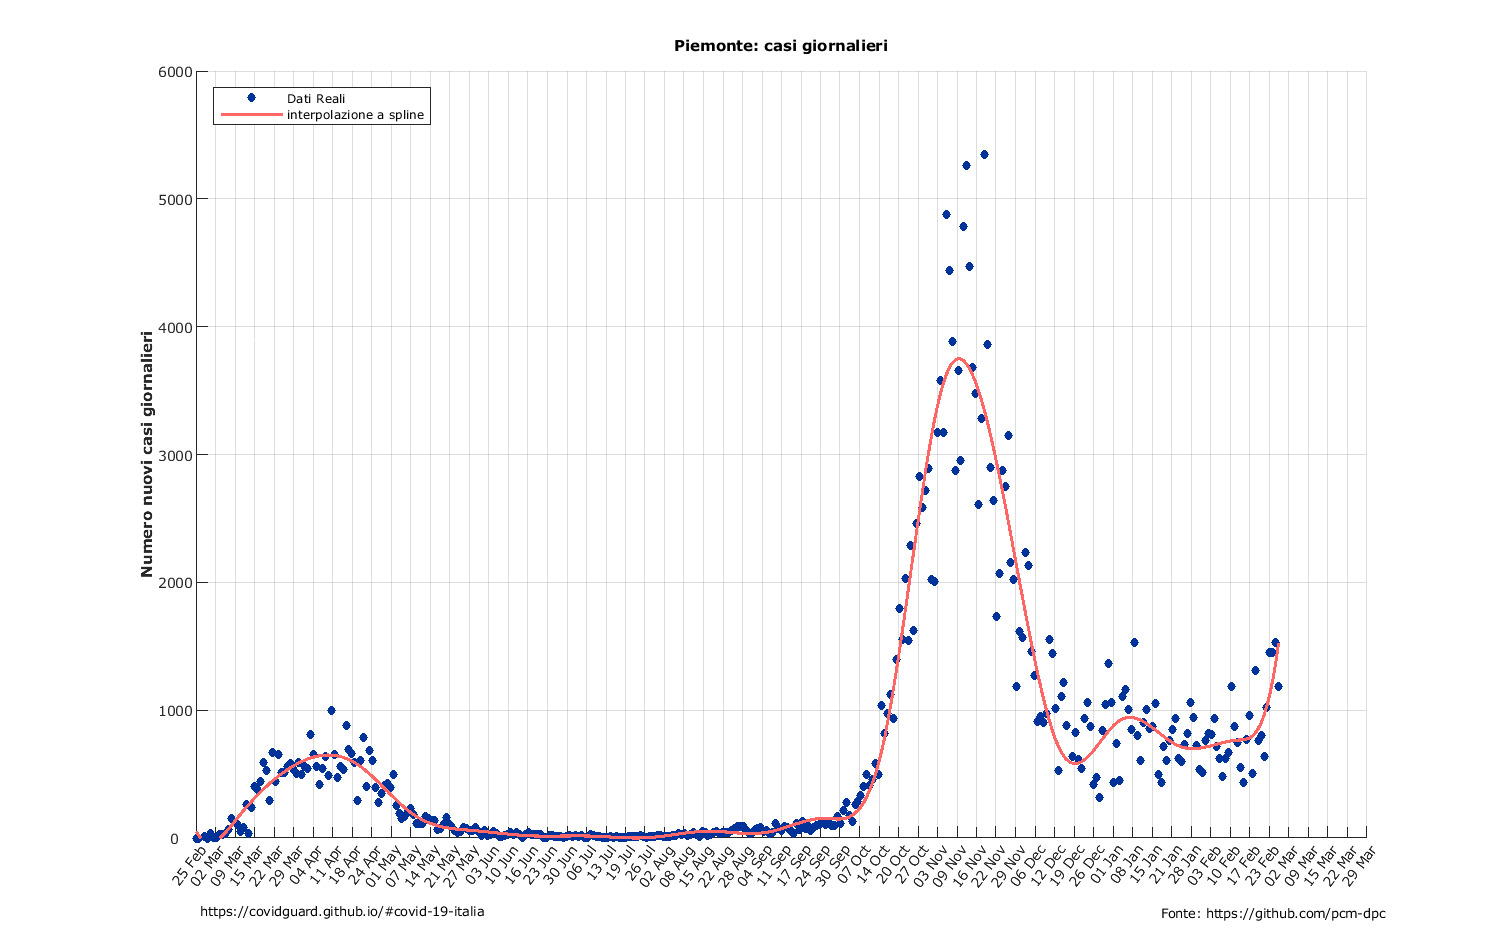 Piemonte: casi giornalieri
6000
5000
4000
3000
2000
1000
0
Numero nuovi casi giornalieri
Dati Reali
interpolazione a spline
25 Feb
02 Mar
09 Mar
15 Mar
22 Mar
29 Mar
04 Apr
11 Apr
18 Apr
24 Apr
01 May
07 May
14 May
21 May
27 May
03 Jun
10 Jun
16 Jun
23 Jun
30 Jun
06 Jul
13 Jul
19 Jul
26 Jul
02 Aug
08 Aug
15 Aug
22 Aug
28 Aug
04 Sep
11 Sep
17 Sep
24 Sep
30 Sep
07 Oct
14 Oct
20 Oct
27 Oct
03 Nov
09 Nov
16 Nov
22 Nov
29 Nov
06 Dec
12 Dec
19 Dec
26 Dec
01 Jan
08 Jan
15 Jan
21 Jan
28 Jan
03 Feb
10 Feb
17 Feb
23 Feb
02 Mar
09 Mar
15 Mar
22 Mar
29 Mar
https://covidguard.github.io/#covid-19-italia
Fonte: https://github.com/pcm-dpc